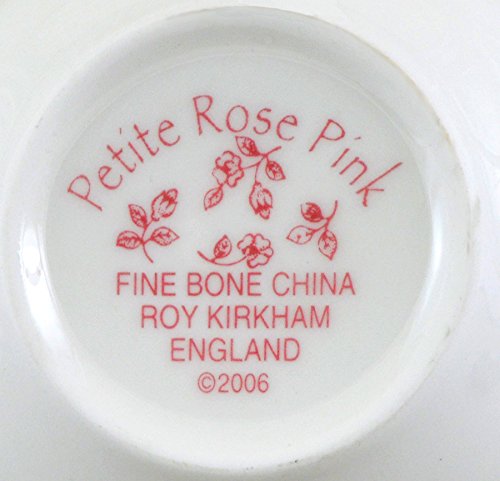 Petite Rose Pink
FINE BONE CHINA
ROY KIRKHAM
ENGLAND
©2006